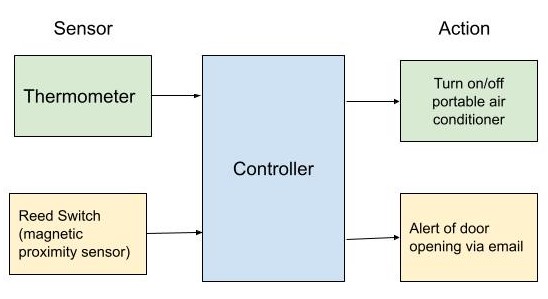 Sensor
Action
Thermometer
Turn on/off
portable air
conditioner
Controller
Reed Switch
(magnetic
proximity sensor)
Alert of door
opening via email